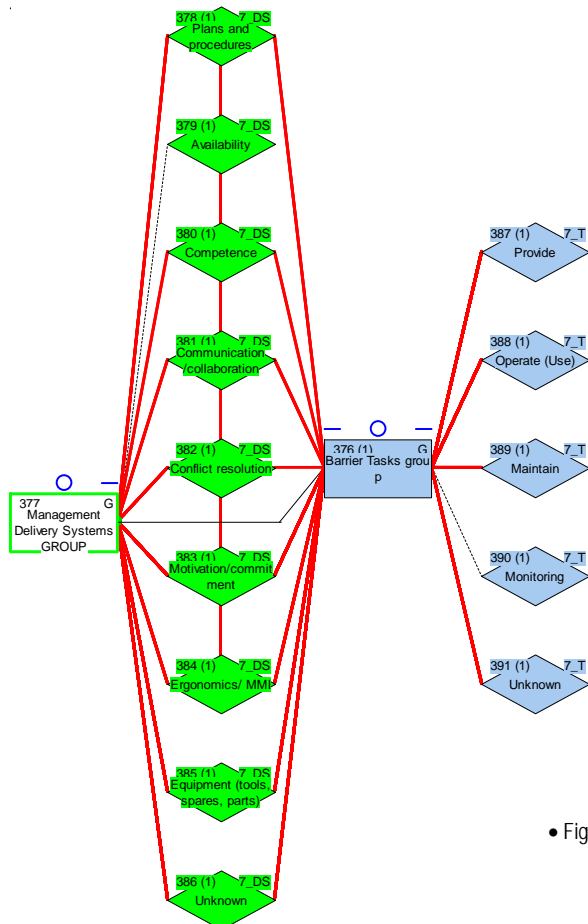 378 (1) 7_DS
Plans and
procedures
379 (1) 7_DS
Availability
380 (1) 7_DS
Competence
381 (1) 7_DS
Communication
/collaboration
382 (1) 7_DS
Conflict resolution
383 (1) 7_DS
Motivation/commit
ment
384 (1) 7_DS
Ergonomics/ MMI
385 (1) 7_DS
Equipment (tools,
spares, parts)
386 (1) 7_DS
Unknown
377 G
Management
Delivery Systems
GROUP
376 (1) G
Barrier Tasks grou
p
387 (1) 7_T
Provide
388 (1) 7_T
Operate (Use)
389 (1) 7_T
Maintain
390 (1) 7_T
Monitoring
391 (1) 7_T
Unknown
• Fig